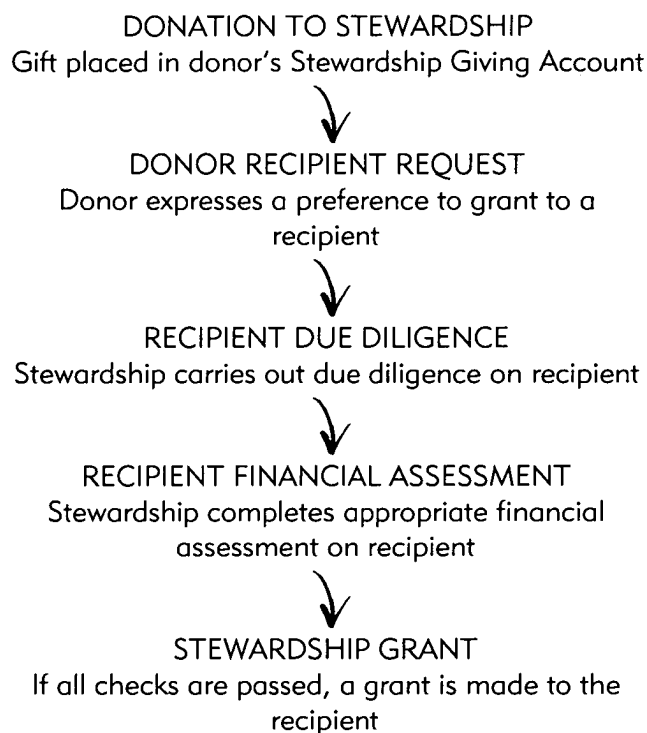 DONATION TO STEWARDSHIP
Gift placed in donor's Stewardship Giving Account
DONOR RECIPIENT REQUEST
Donor expresses a preference to grant to a
recipient
RECIPIENT DUE DILIGENCE
Stewardship carries out due diligence on recipient
RECIPIENT FINANCIAL ASSESSMENT
Stewardship completes appropriate financial
assessment on recipient
STEWARDSHIP GRANT
If all checks are passed, a grant is made to the
recipient